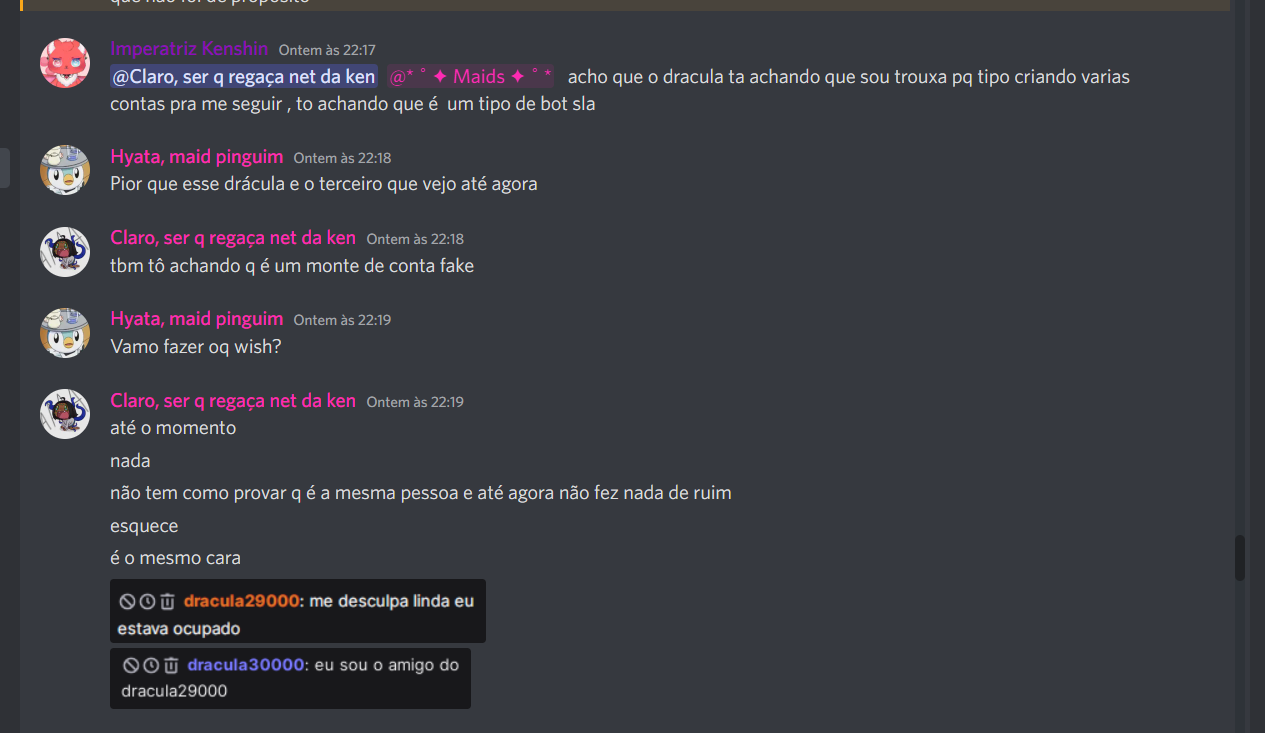 que não foi de propósito
Imperatriz Kenshin Ontem às 22:17
@Claro, ser q regaça net da ken @* ˚ ✦ Maids ✦ ˚ * acho que o dracula ta achando que sou trouxa pq tipo criando varias
contas pra me seguir , to achando que é um tipo de bot sla
Hyata, maid pinguim Ontem às 22:18
Pior que esse drácula e o terceiro que vejo até agora
Claro, ser q regaça net da ken Ontem às 22:18
tbm tô achando q é um monte de conta fake
Hyata, maid pinguim Ontem às 22:19
Vamo fazer oq wish?
Claro, ser q regaça net da ken Ontem às 22:19
até o momento
nada
não tem como provar q é a mesma pessoa e até agora não fez nada de ruim
esquece
é o mesmo cara
dracula29000: me desculpa linda eu
estava ocupado
dracula30000: eu sou o amigo do
dracula29000